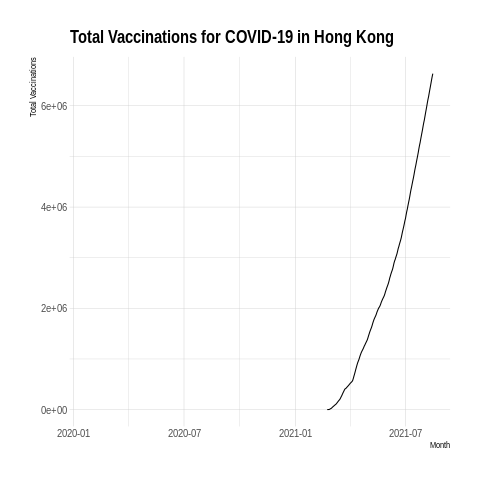 Total Vaccinations for COVID-19 in Hong Kong
Total Vaccinations
6e+06
4e+06
2e+06
0e+00
2020-01 2020-07 2021-01 2021-07
Month